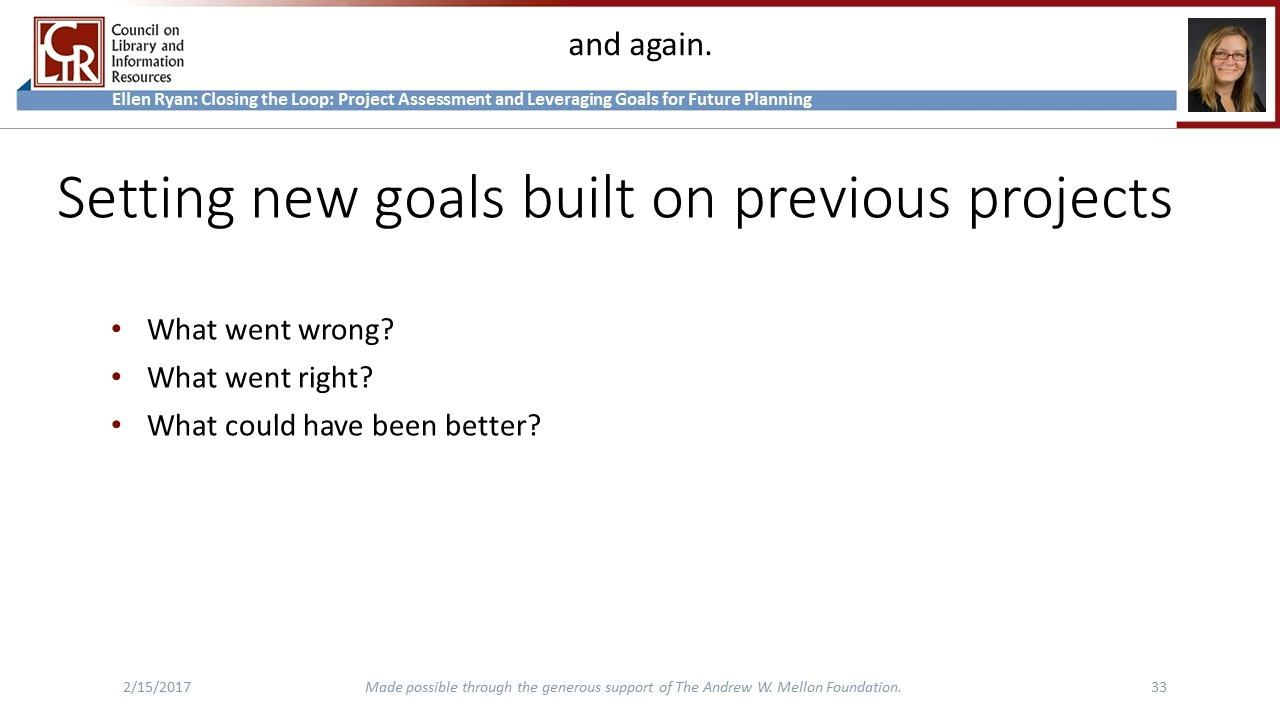 CLIR
Council on
Library and
Information
Resources
and again.
Ellen Ryan: Closing the Loop: Project Assessment and Leveraging Goals for Future Planning
Setting new goals built on previous projects
• What went wrong?
• What went right?
• What could have been better?
2/15/2017
Made possible through the generous support of The Andrew W. Mellon Foundation.
33